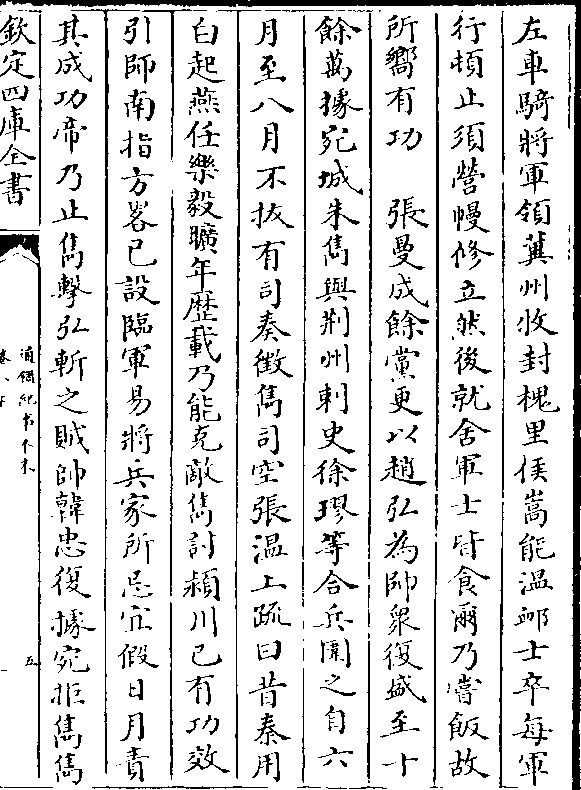 左車騎將軍領冀州牧封槐里侯嵩能溫䘏士卒每軍
行頓止須營幔修立然後就舍軍士皆食爾乃嘗飯故
所嚮有功　張曼成餘黨更以趙弘為帥衆復盛至十
餘萬據宛城朱儁與荆州刺史徐璆等合兵圍之自六
月至八月不拔有司奏徵儁司空張溫上疏曰昔秦用
白起燕任樂毅曠年歴載乃能克敵儁討潁川已有功效
引師南指方畧已設臨軍易將兵家所忌宜假日月責
其成功帝乃止儁擊弘斬之賊帥韓忠復據宛拒儁儁
欽定四庫全書
通鑑紀事本末
五